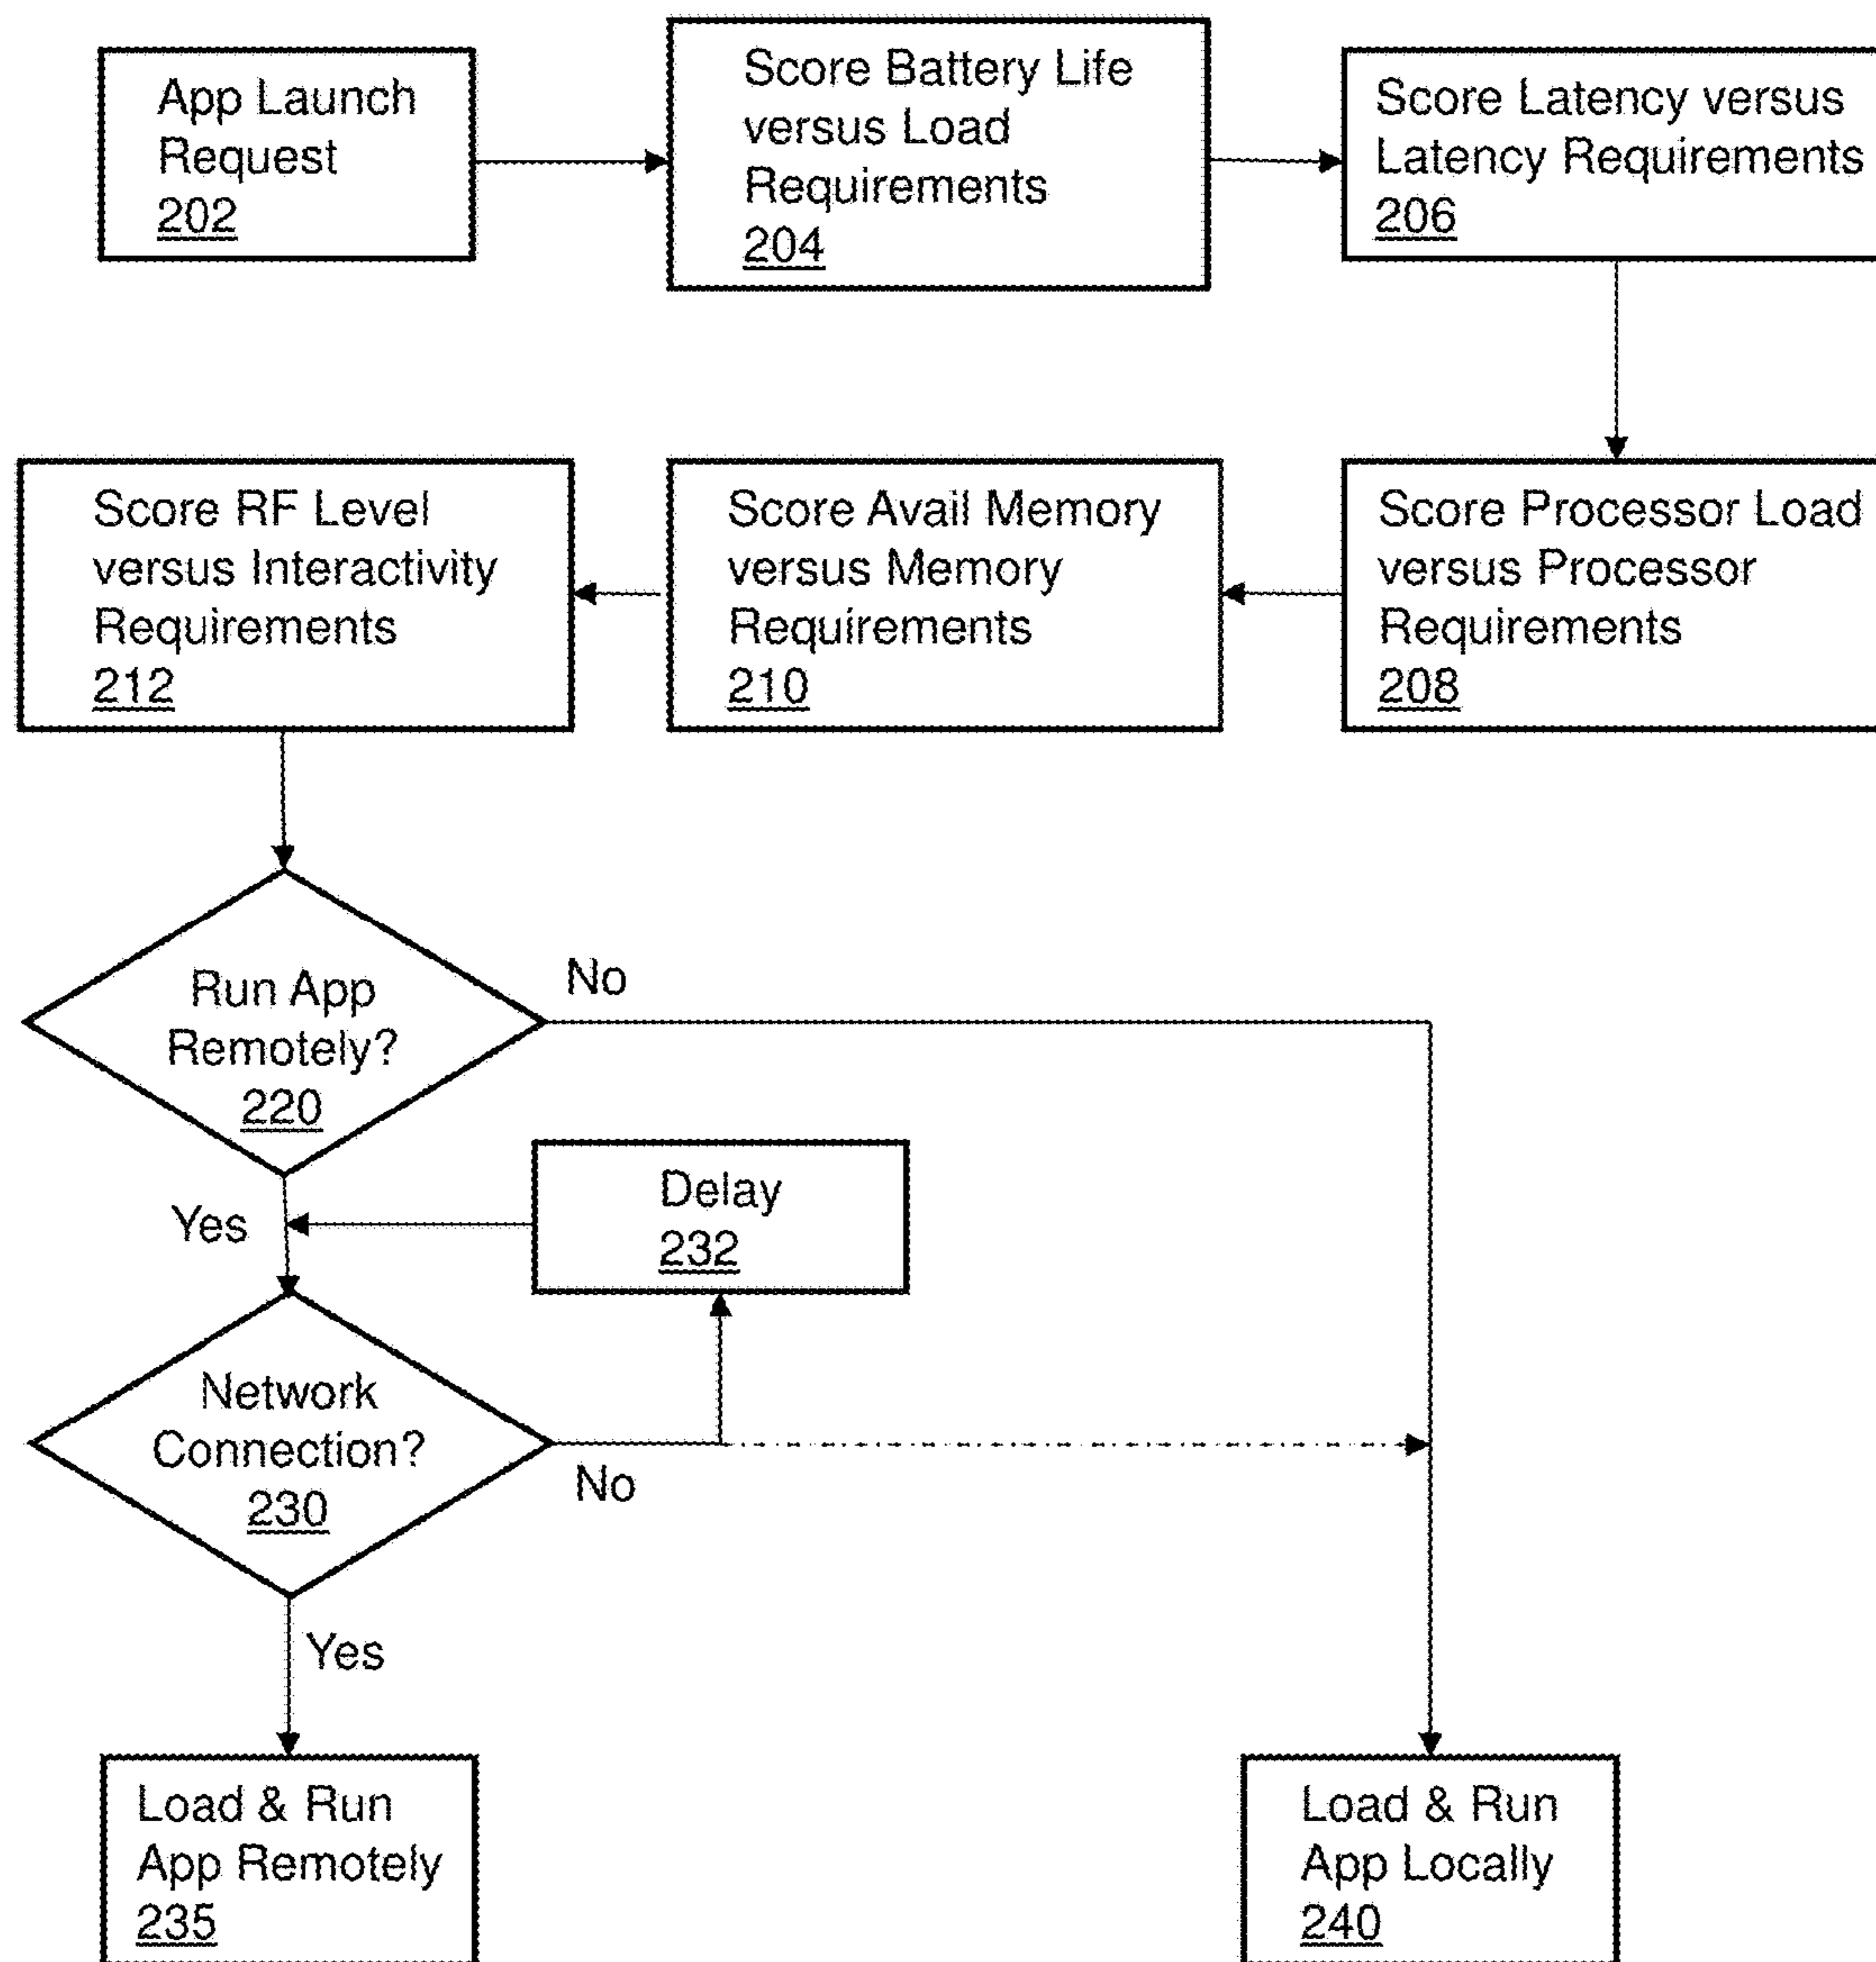 App Launch
Request
202
Score Battery Life
versus Load
Requirements
204
Score Latency versus
Latency Requirements
206
Score RF Level
versus Interactivity
Requirements
212
Score Avail Memory
versus Memory
Requirements
210
Score Processor Load
versus Processor
Requirements
208
Run App
Remotely?
220
No
Yes
Delay
232
Network
Connection?
230
No
Yes
Load & Run
App Remotely
235
Load & Run
App Locally
240